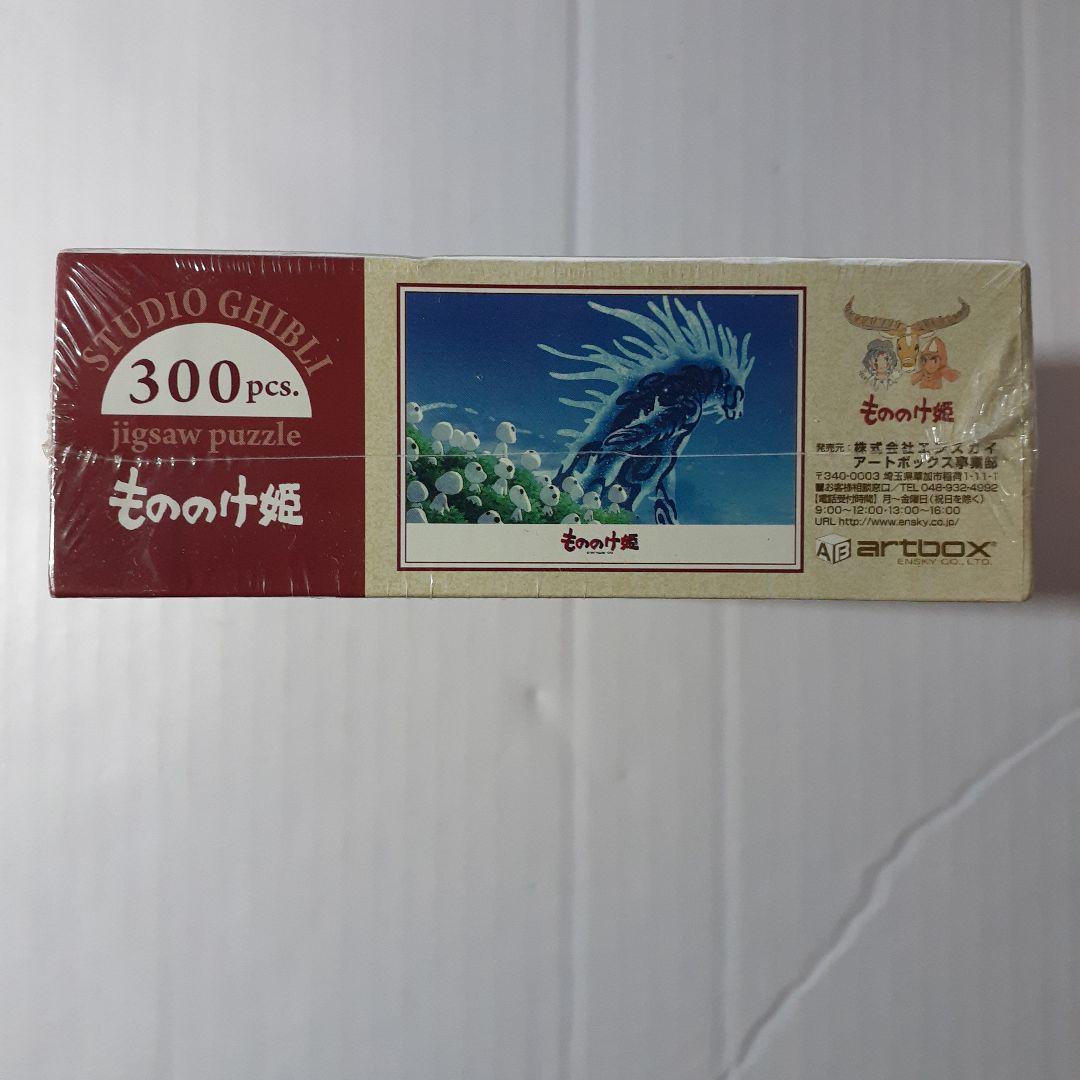 STUDIO GHIBLI
300pcs.
jigsaw puzzle
もののけ姫
もののけ姫
もののけ姫
発売元：株式会社エンスカイ
アートボックス事業部
〒340-0003 埼玉県草加市稲荷1-11-1
■お客様相談窓口／TEL 048-932-4992
【電話受付時間】月〜金曜日（祝日を除く）
9:00〜12:00・13:00〜16:00
URL http://www.ensky.co.jp/
AB artbox®
ENSKY CO., LTD.